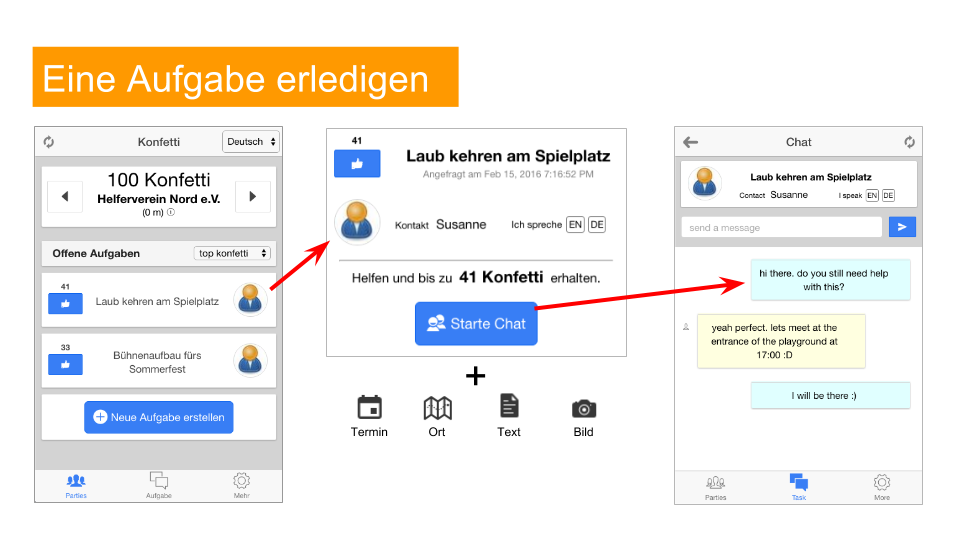 Eine Aufgabe erledigen
Konfetti
Deutsch
100 Konfetti
Helferverein Nord e.V.
(0 m)
Offene Aufgaben
top konfetti
41
Laub kehren am Spielplatz
33
Bühnenaufbau fürs
Sommerfest
Neue Aufgabe erstellen
Parties
Aufgabe
Mehr
41
Laub kehren am Spielplatz
Angefragt am Feb 15, 2016 7:16:52 PM
Kontakt Susanne
Ich spreche EN DE
Helfen und bis zu 41 Konfetti erhalten.
Starte Chat
+
Termin
Ort
Text
Bild
Chat
Laub kehren am Spielplatz
Contact Susanne
I speak EN DE
send a message
hi there. do you still need help
with this?
yeah perfect. lets meet at the
entrance of the playground at
17:00 :D
I will be there :)
Parties
Task
More